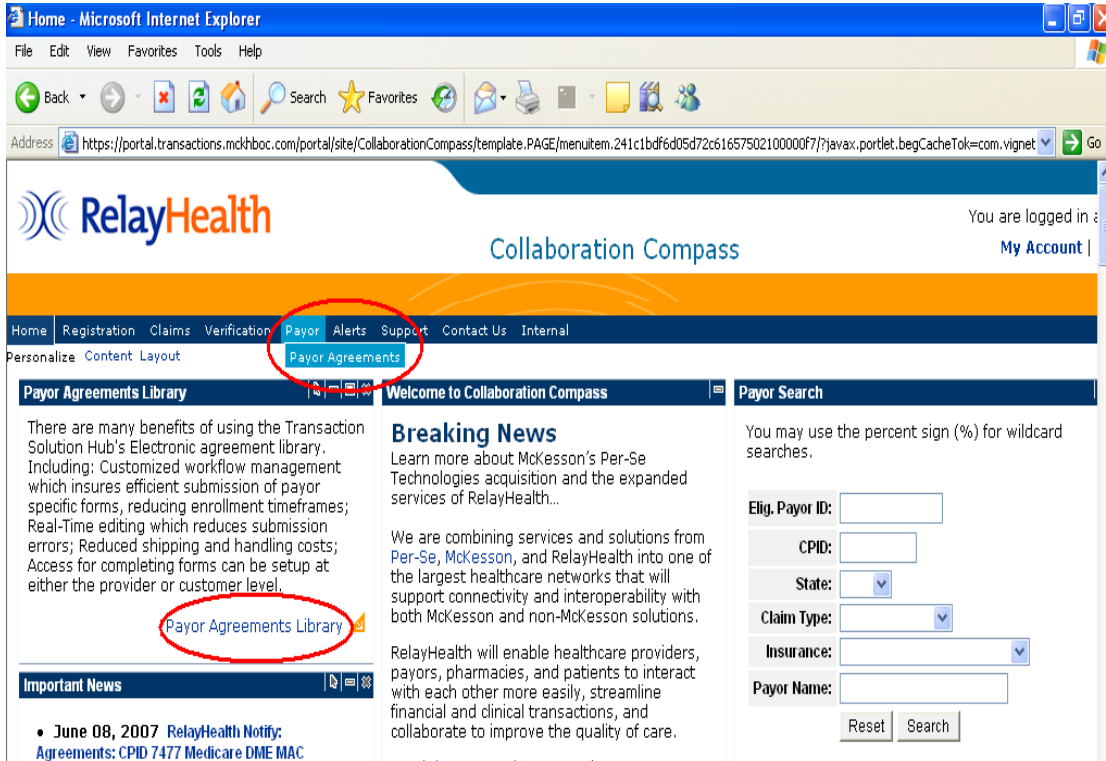 Home - Microsoft Internet Explorer
File Edit View Favorites Tools Help
Back Search Favorites
Address https://portal.transactions.mckhboc.com/portal/site/CollaborationCompass/template.PAGE/menuitem.241c1bdf6d05d72c61657502100000f7/?javax.portlet.begCacheTok=com.vignet Go
RelayHealth
You are logged in a
Collaboration Compass
My Account |
Home Registration Claims Verification Payor Alerts Support Contact Us Internal
Personalize Content Layout
Payor Agreements
Payor Agreements Library
There are many benefits of using the Transaction
Solution Hub's Electronic agreement library.
Including: Customized workflow management
which insures efficient submission of payor
specific forms, reducing enrollment timeframes;
Real-Time editing which reduces submission
errors; Reduced shipping and handling costs;
Access for completing forms can be setup at
either the provider or customer level.
Payor Agreements Library
Important News
• June 08, 2007 RelayHealth Notify:
Agreements: CPID 7477 Medicare DME MAC
Welcome to Collaboration Compass
Breaking News
Learn more about McKesson's Per-Se
Technologies acquisition and the expanded
services of RelayHealth...
We are combining services and solutions from
Per-Se, McKesson, and RelayHealth into one of
the largest healthcare networks that will
support connectivity and interoperability with
both McKesson and non-McKesson solutions.
RelayHealth will enable healthcare providers,
payors, pharmacies, and patients to interact
with each other more easily, streamline
financial and clinical transactions, and
collaborate to improve the quality of care.
Payor Search
You may use the percent sign (%) for wildcard
searches.
Elig. Payor ID:
CPID:
State:
Claim Type:
Insurance:
Payor Name:
Reset Search